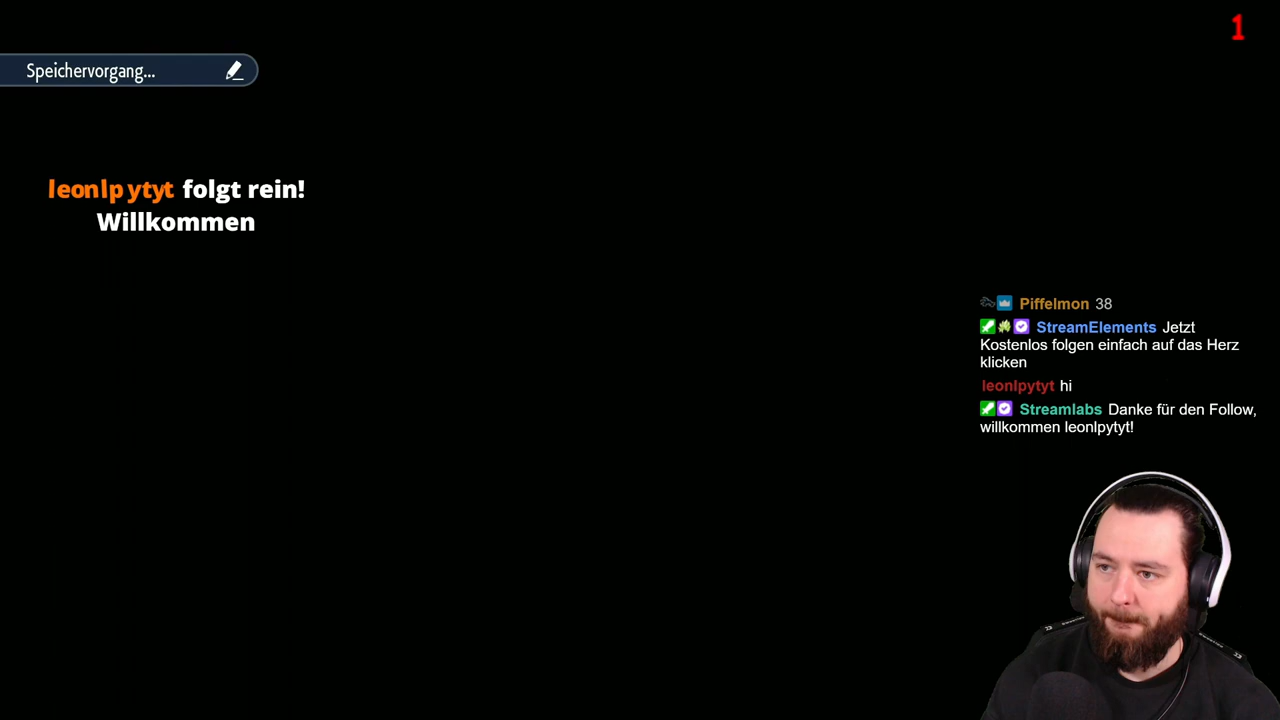 1
Speichervorgang...
leonlpytyt folgt rein!
Willkommen
Piffelmon 38
StreamElements Jetzt
Kostenlos folgen einfach auf das Herz
klicken
leonlpytyt hi
Streamlabs Danke für den Follow,
willkommen leonlpytyt!